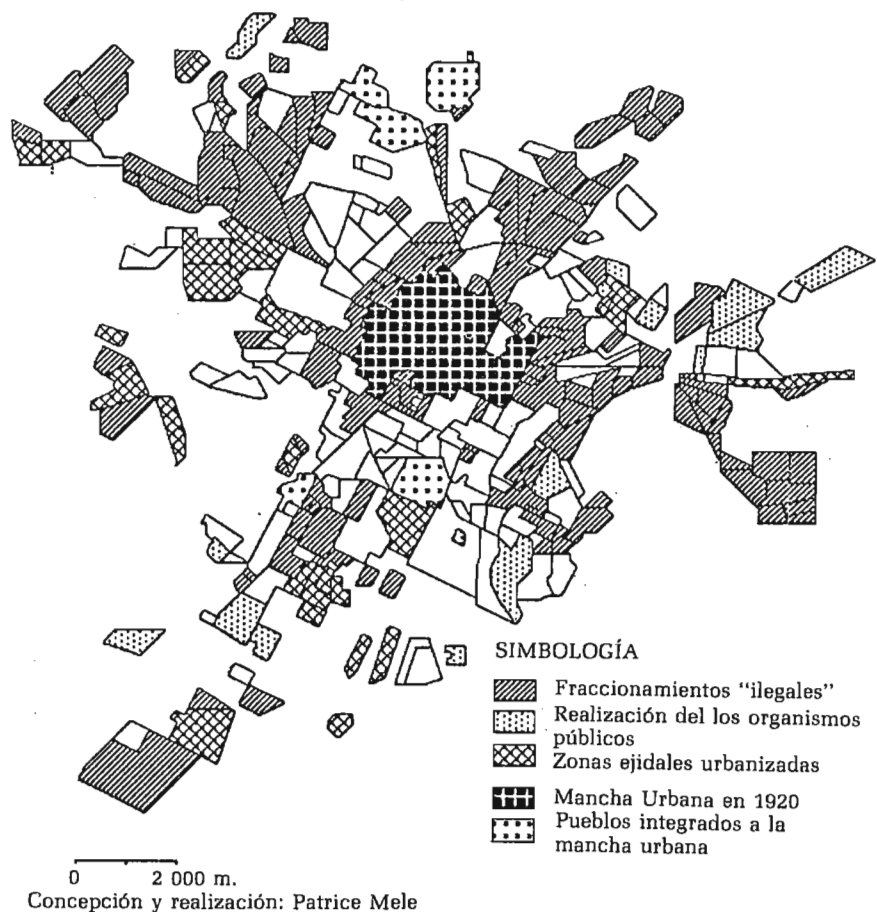 SIMBOLOGÍA
Fraccionamientos "ilegales"
Realización del los organismos
públicos
Zonas ejidales urbanizadas
Mancha Urbana en 1920
Pueblos integrados a la
mancha urbana
0 2 000 m.
Concepción y realización: Patrice Mele